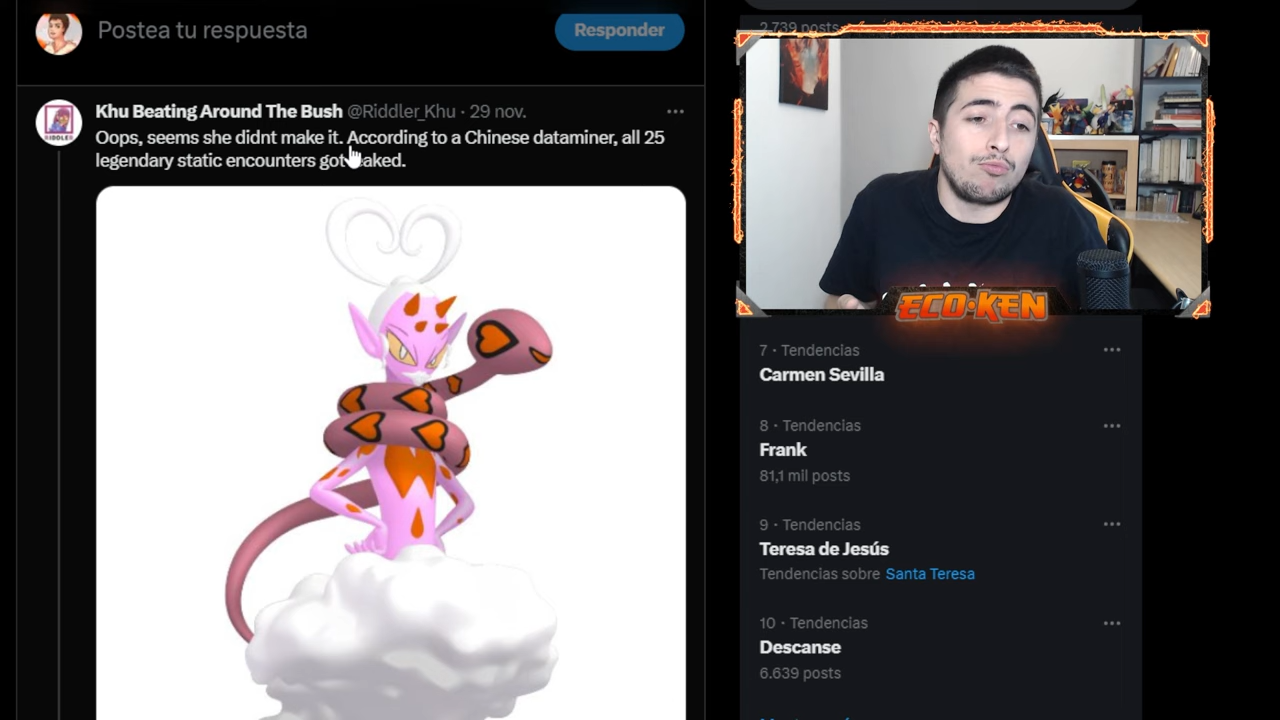 Postea tu respuesta
Responder
Khu Beating Around The Bush @Riddler_Khu · 29 nov.
Oops, seems she didnt make it. According to a Chinese dataminer, all 25
legendary static encounters got leaked.
2.739 posts
ECO·KEN
7 · Tendencias
Carmen Sevilla
8 · Tendencias
Frank
81,1 mil posts
9 · Tendencias
Teresa de Jesús
Tendencias sobre Santa Teresa
10 · Tendencias
Descanse
6.639 posts